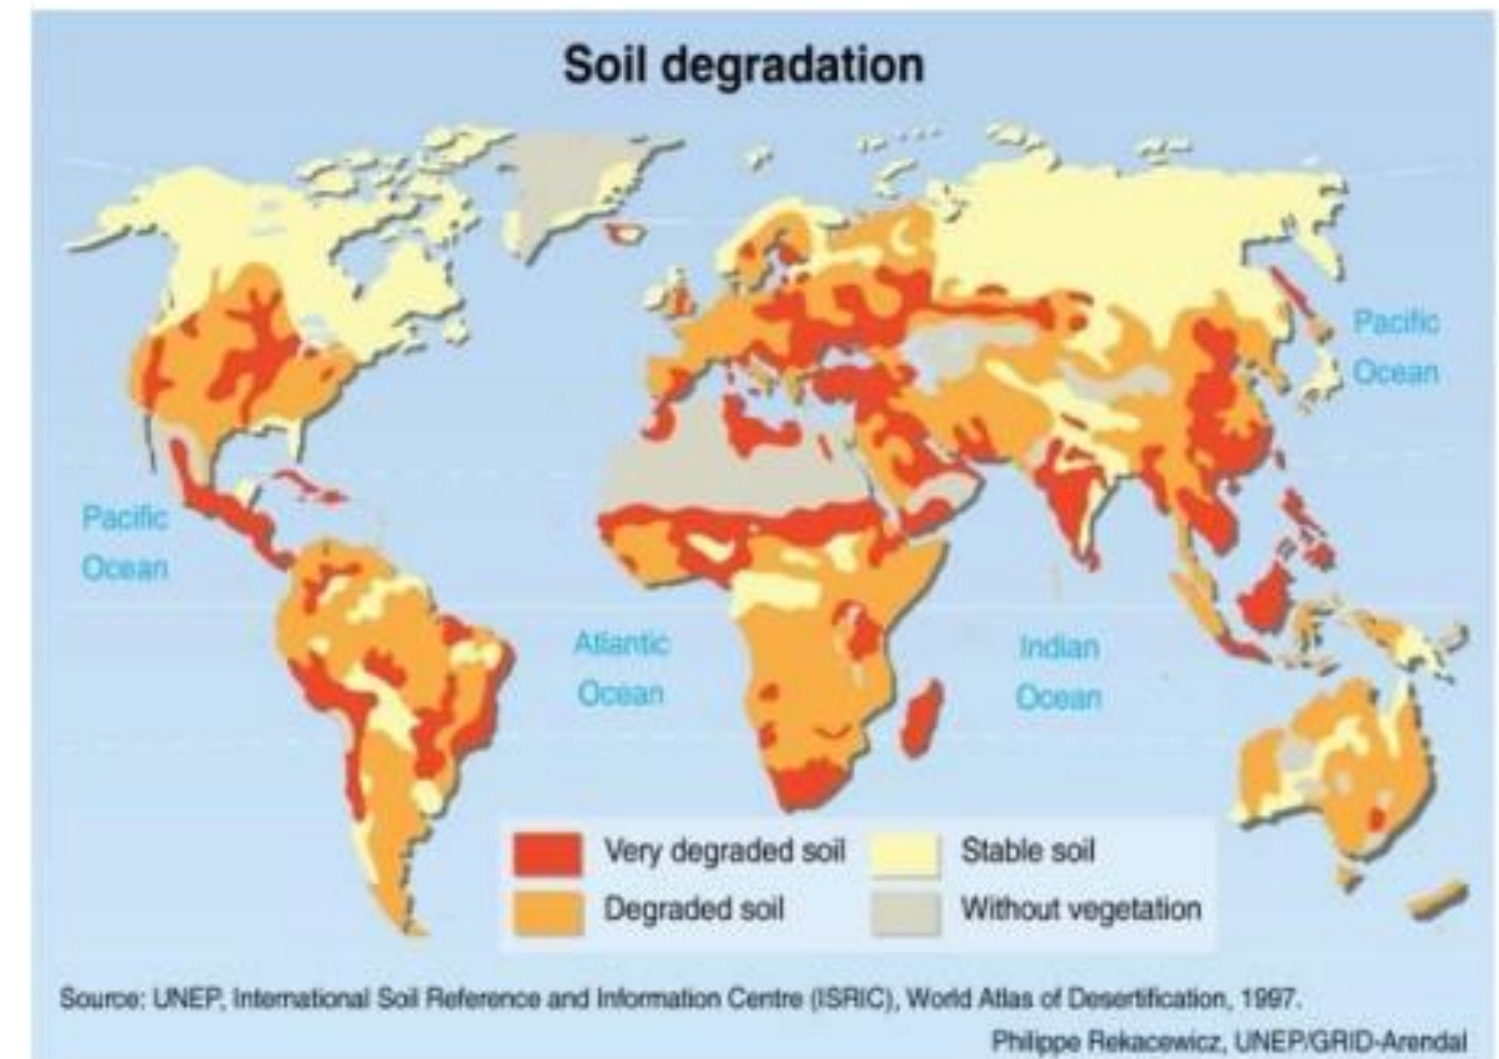 Soil degradation
Pacific
Ocean
Pacific
Ocean
Atlantic
Ocean
Indian
Ocean
Very degraded soil
Degraded soil
Stable soil
Without vegetation
Source: UNEP, International Soil Reference and Information Centre (ISRIC), World Atlas of Desertification, 1997.
Philippe Rekacewicz, UNEP/GRID-Arendal